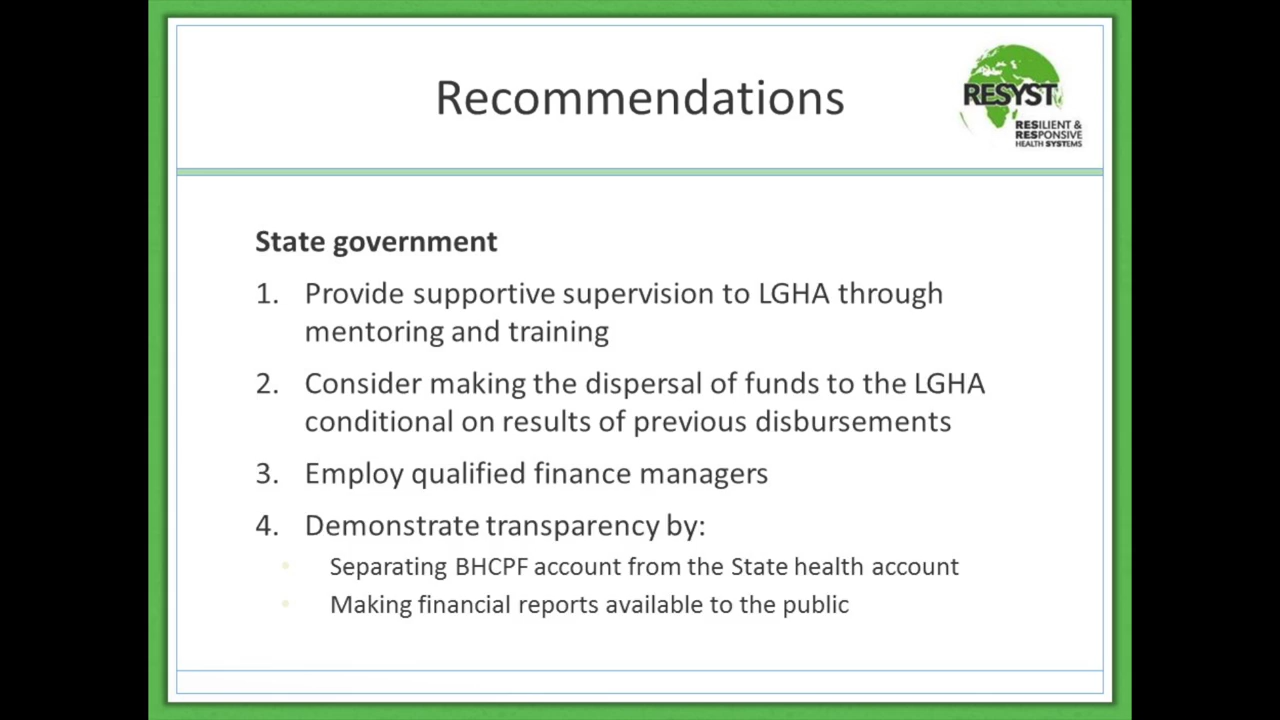 Recommendations
RESYST
RESILIENT &
RESPONSIVE
HEALTH SYSTEMS
State government
1. Provide supportive supervision to LGHA through
mentoring and training
2. Consider making the dispersal of funds to the LGHA
conditional on results of previous disbursements
3. Employ qualified finance managers
4. Demonstrate transparency by:
• Separating BHCPF account from the State health account
• Making financial reports available to the public